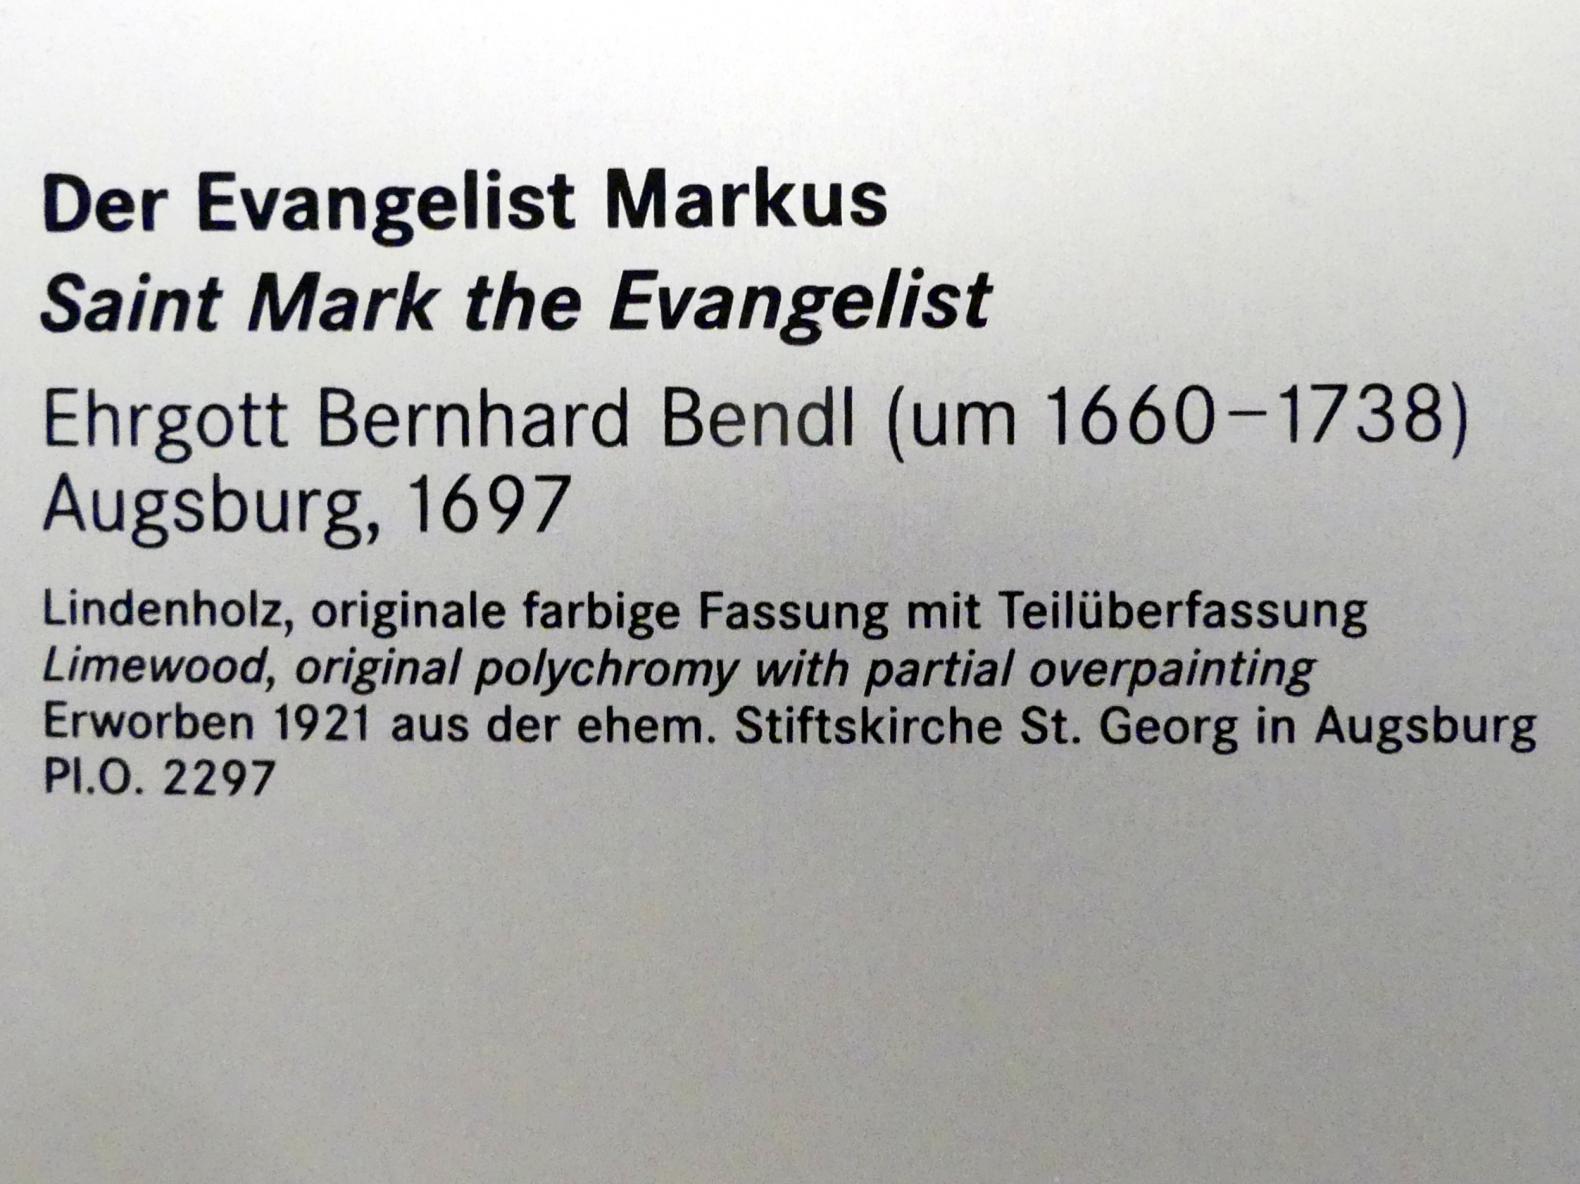 Der Evangelist Markus
Saint Mark the Evangelist
Ehrgott Bernhard Bendl (um 1660–1738)
Augsburg, 1697
Lindenholz, originale farbige Fassung mit Teilüberfassung
Limewood, original polychromy with partial overpainting
Erworben 1921 aus der ehem. Stiftskirche St. Georg in Augsburg
Pl.O. 2297